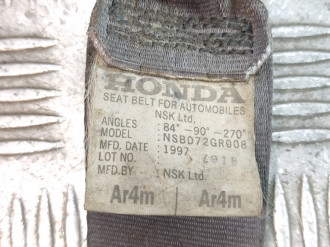 HONDA
SEAT BELT FOR AUTOMOBILES
NSK Ltd.
ANGLES : 84°-90°-270°
MODEL : NSB072GR908
MFD. DATE : 1997
LOT NO.
MFD.BY : NSK Ltd.
Ar4m Ar4m